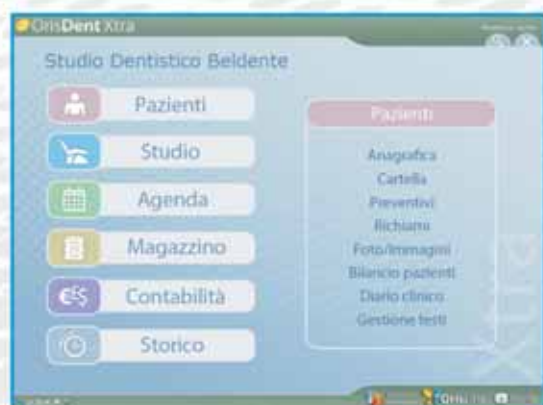 OrisDent Xtra
Studio Dentistico Beldente
Pazienti
Studio
Agenda
Magazzino
Contabilità
Storico
Pazienti
Anagrafica
Cartella
Preventivi
Richiami
Foto/Immagini
Bilancio pazienti
Diario clinico
Gestione testi
Xtra